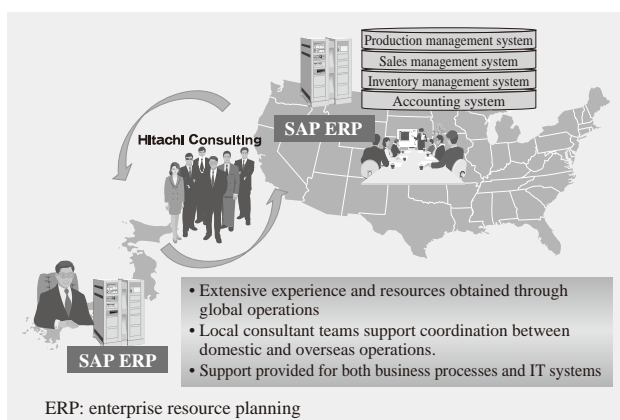 Production management system
Sales management system
Inventory management system
Accounting system
SAP ERP
Hitachi Consulting
SAP ERP
• Extensive experience and resources obtained through
global operations
• Local consultant teams support coordination between
domestic and overseas operations.
• Support provided for both business processes and IT systems
ERP: enterprise resource planning